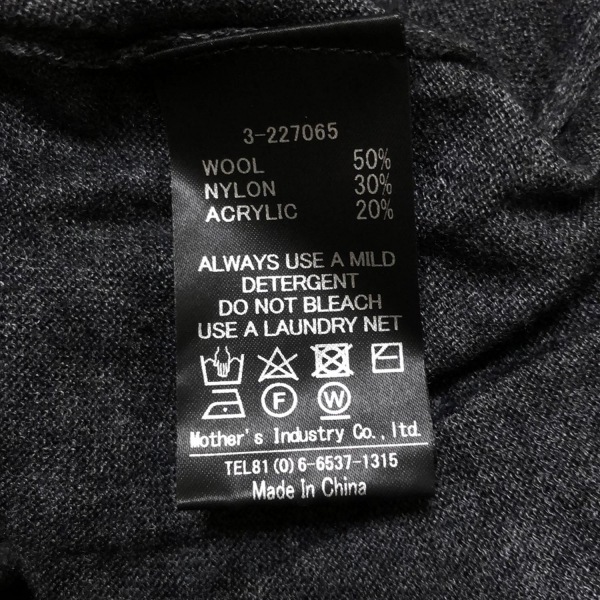 3-227065
WOOL 50%
NYLON 30%
ACRYLIC 20%
ALWAYS USE A MILD
DETERGENT
DO NOT BLEACH
USE A LAUNDRY NET
F W
Mother's Industry Co., ltd.
TEL81 (0) 6-6537-1315
Made In China